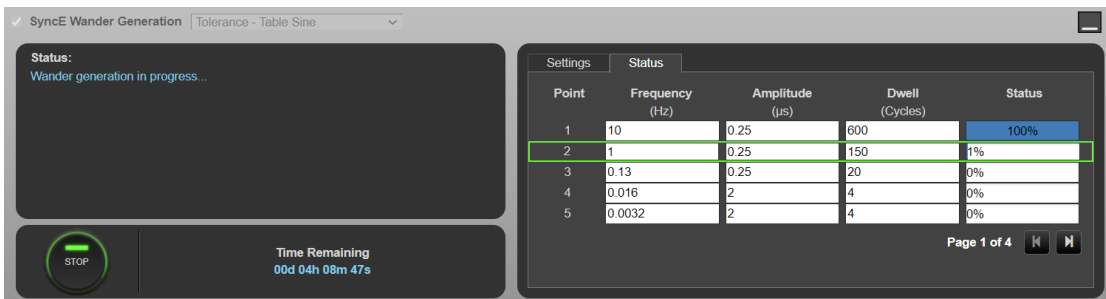 SyncE Wander Generation Tolerance - Table Sine
Status:
Wander generation in progress...
STOP
Time Remaining
00d 04h 08m 47s
Settings Status
Point Frequency Amplitude Dwell Status
(Hz) (µs) (Cycles)
1 10 0.25 600 100%
2 1 0.25 150 1%
3 0.13 0.25 20 0%
4 0.016 2 4 0%
5 0.0032 2 4 0%
Page 1 of 4